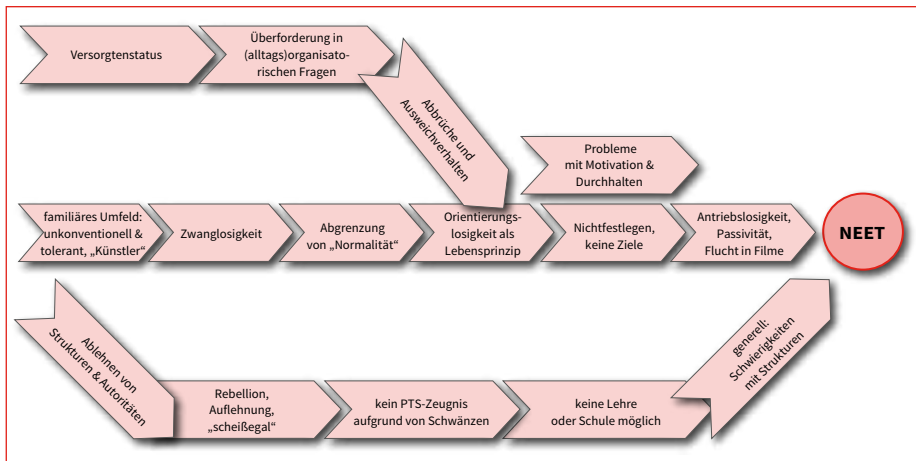 Versorgtenstatus
Überforderung in
(alltags)organisato-
rischen Fragen
Abbrüche und
Ausweichverhalten
Probleme
mit Motivation &
Durchhalten
familiäres Umfeld:
unkonventionell &
tolerant, „Künstler“
Zwanglosigkeit
Abgrenzung
von „Normalität“
Orientierungs-
losigkeit als
Lebensprinzip
Nichtfestlegen,
keine Ziele
Antriebslosigkeit,
Passivität,
Flucht in Filme
NEET
Ablehnen von
Strukturen & Autoritäten
Rebellion,
Auflehnung,
„scheißegal“
kein PTS-Zeugnis
aufgrund von Schwänzen
keine Lehre
oder Schule möglich
generell:
Schwierigkeiten
mit Strukturen